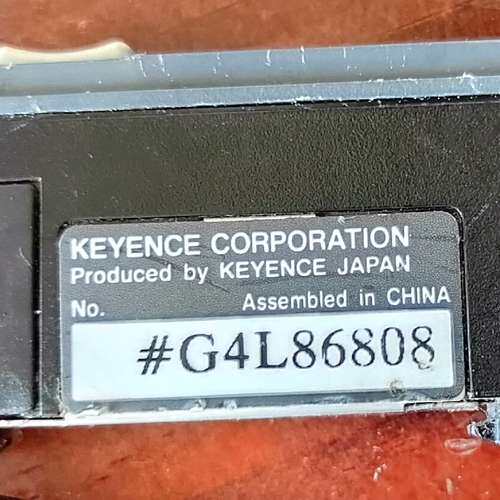 KEYENCE CORPORATION
Produced by KEYENCE JAPAN
No. Assembled in CHINA
#G4L86808